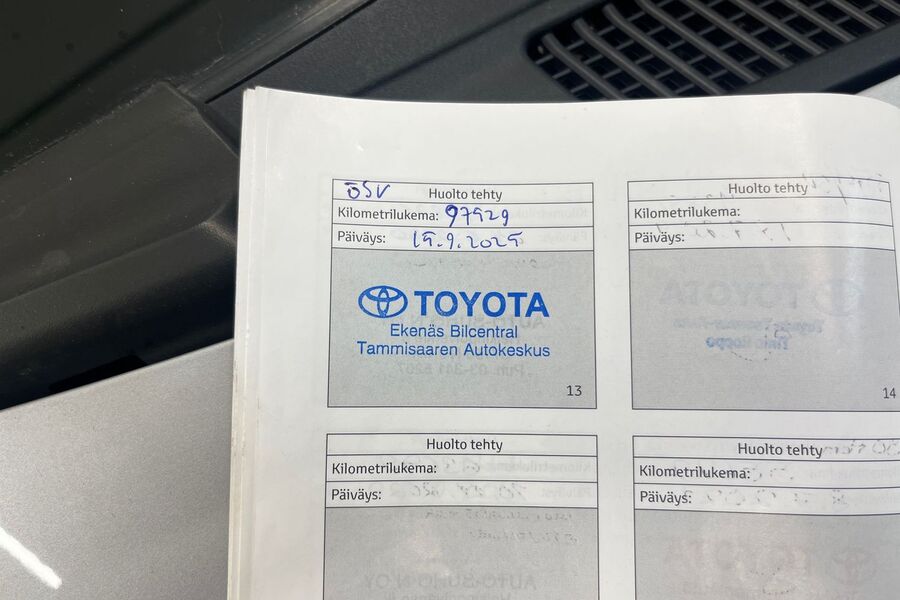 ÖSV Huolto tehty
Kilometrilukema: 97929
Päiväys: 15.9.2025
TOYOTA
Ekenäs Bilcentral
Tammisaaren Autokeskus
13
Huolto tehty
Kilometrilukema:
Päiväys:
14
Huolto tehty
Kilometrilukema:
Päiväys:
Huolto tehty
Kilometrilukema:
Päiväys: